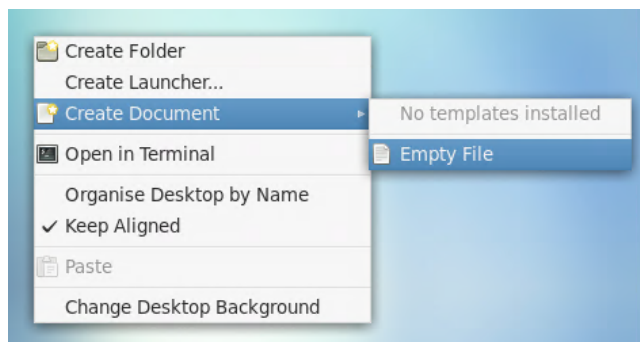 Create Folder
Create Launcher...
Create Document
No templates installed
Open in Terminal
Empty File
Organise Desktop by Name
Keep Aligned
Paste
Change Desktop Background